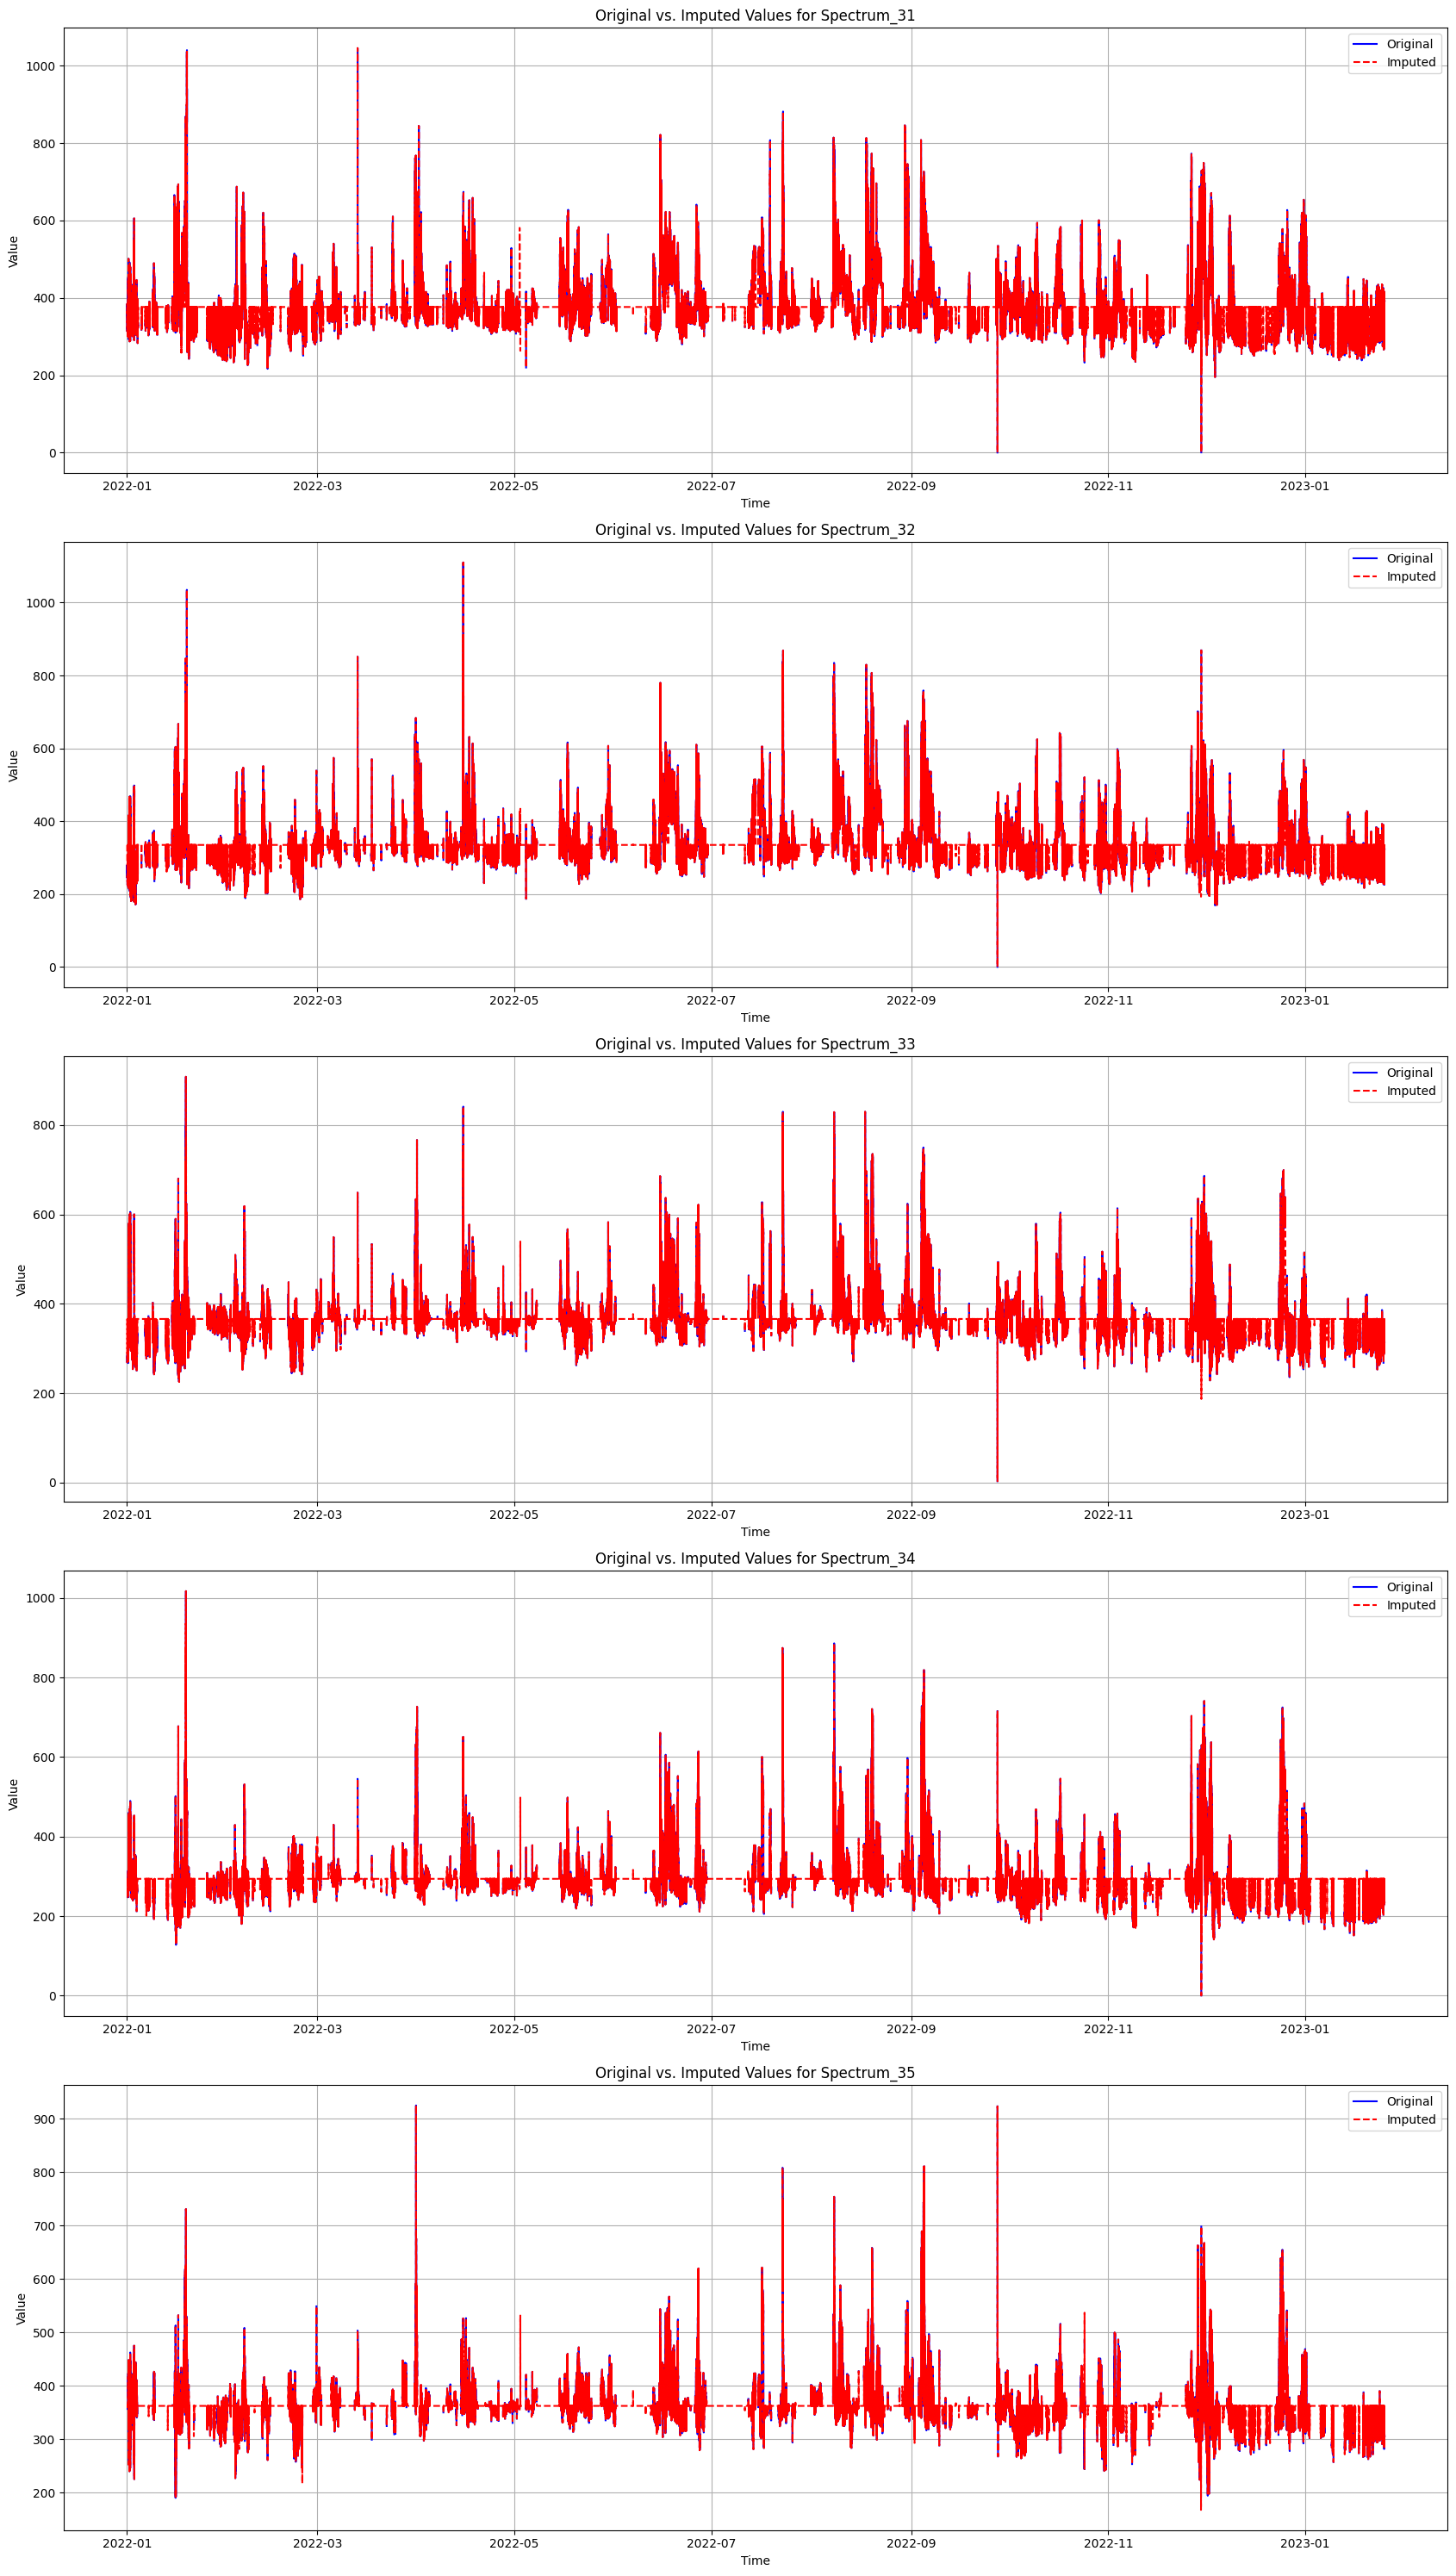 Original vs. Imputed Values for Spectrum_31
Original
Imputed
1000
800
600
400
200
0
Value
2022-01 2022-03 2022-05 2022-07 2022-09 2022-11 2023-01
Time
Original vs. Imputed Values for Spectrum_32
Original
Imputed
1000
800
600
400
200
0
Value
2022-01 2022-03 2022-05 2022-07 2022-09 2022-11 2023-01
Time
Original vs. Imputed Values for Spectrum_33
Original
Imputed
800
600
400
200
0
Value
2022-01 2022-03 2022-05 2022-07 2022-09 2022-11 2023-01
Time
Original vs. Imputed Values for Spectrum_34
Original
Imputed
1000
800
600
400
200
0
Value
2022-01 2022-03 2022-05 2022-07 2022-09 2022-11 2023-01
Time
Original vs. Imputed Values for Spectrum_35
Original
Imputed
900
800
700
600
500
400
300
200
Value
2022-01 2022-03 2022-05 2022-07 2022-09 2022-11 2023-01
Time